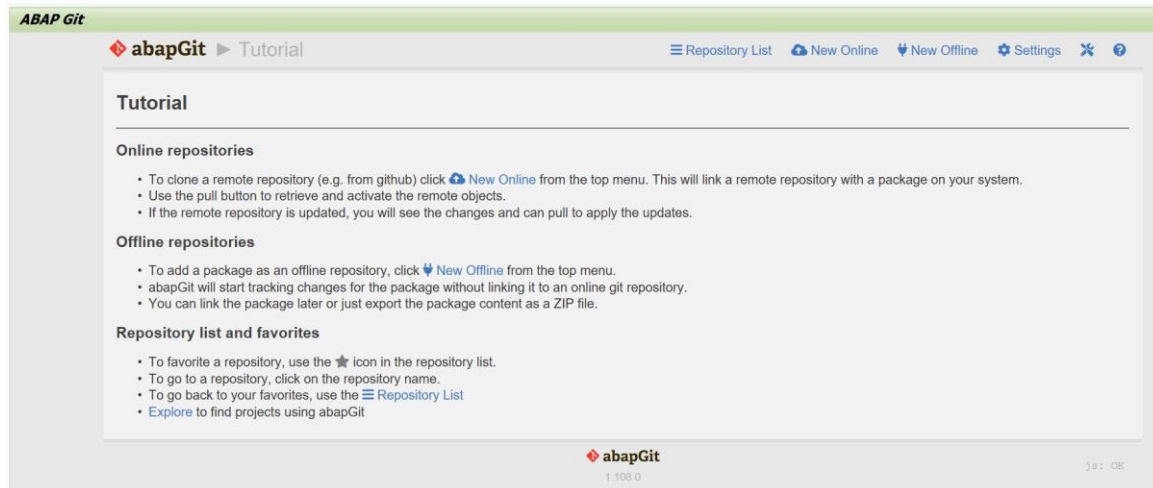 ABAP Git
abapGit ▶ Tutorial Repository List New Online New Offline Settings
Tutorial
Online repositories
• To clone a remote repository (e.g. from github) click New Online from the top menu. This will link a remote repository with a package on your system.
• Use the pull button to retrieve and activate the remote objects.
• If the remote repository is updated, you will see the changes and can pull to apply the updates.
Offline repositories
• To add a package as an offline repository, click New Offline from the top menu.
• abapGit will start tracking changes for the package without linking it to an online git repository.
• You can link the package later or just export the package content as a ZIP file.
Repository list and favorites
• To favorite a repository, use the ★ icon in the repository list.
• To go to a repository, click on the repository name.
• To go back to your favorites, use the Repository List
• Explore to find projects using abapGit
abapGit
1.108.0
js: OK